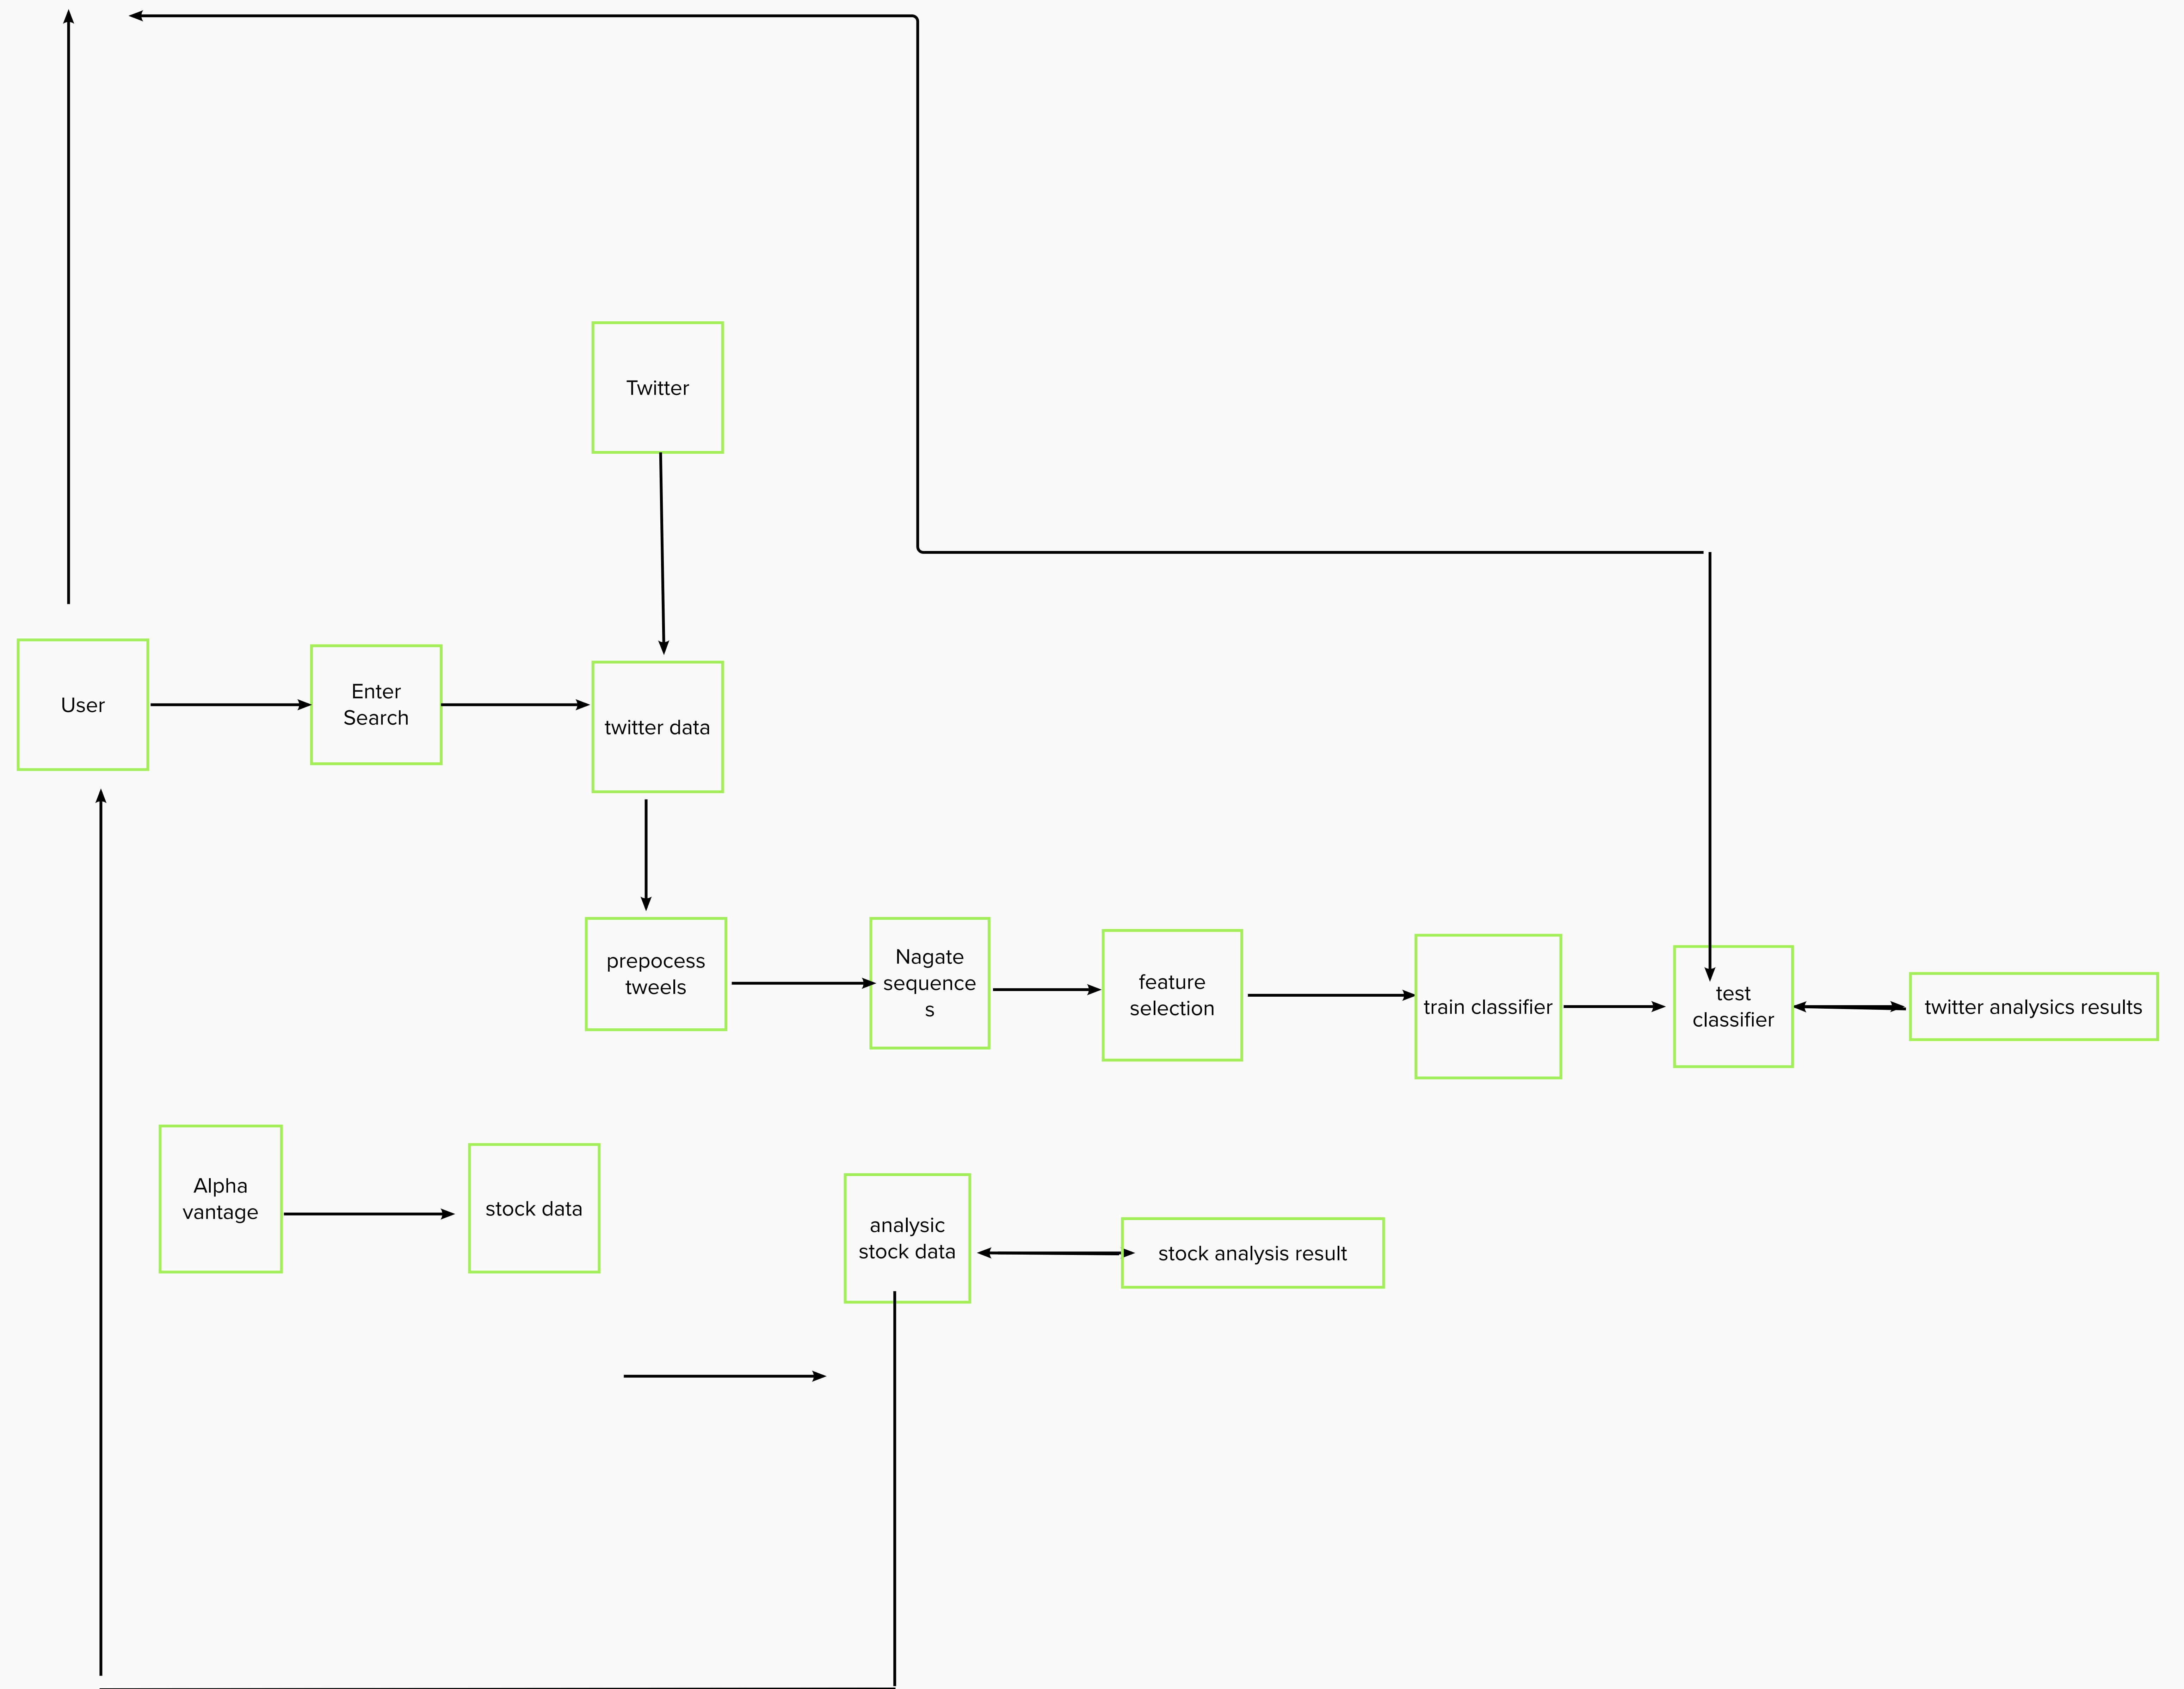 Twitter
User
Enter
Search
twitter data
prepocess
tweels
Nagate
sequence
s
feature
selection
train classifier
test
classifier
twitter analysics results
Alpha
vantage
stock data
analysic
stock data
stock analysis result